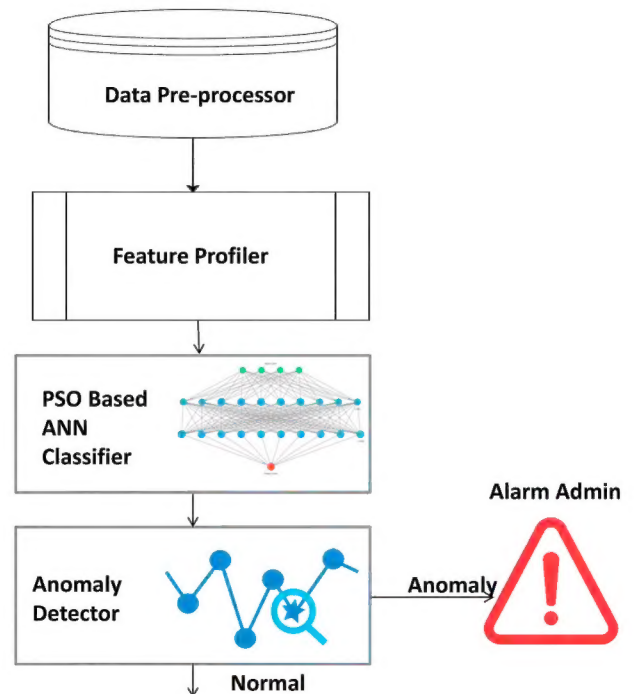 Data Pre-processor
Feature Profiler
PSO Based
ANN
Classifier
Alarm Admin
Anomaly
Detector
Anomaly
Normal